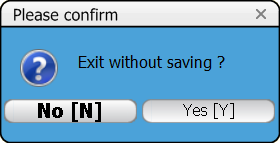 Please confirm
Exit without saving ?
No [N]
Yes [Y]